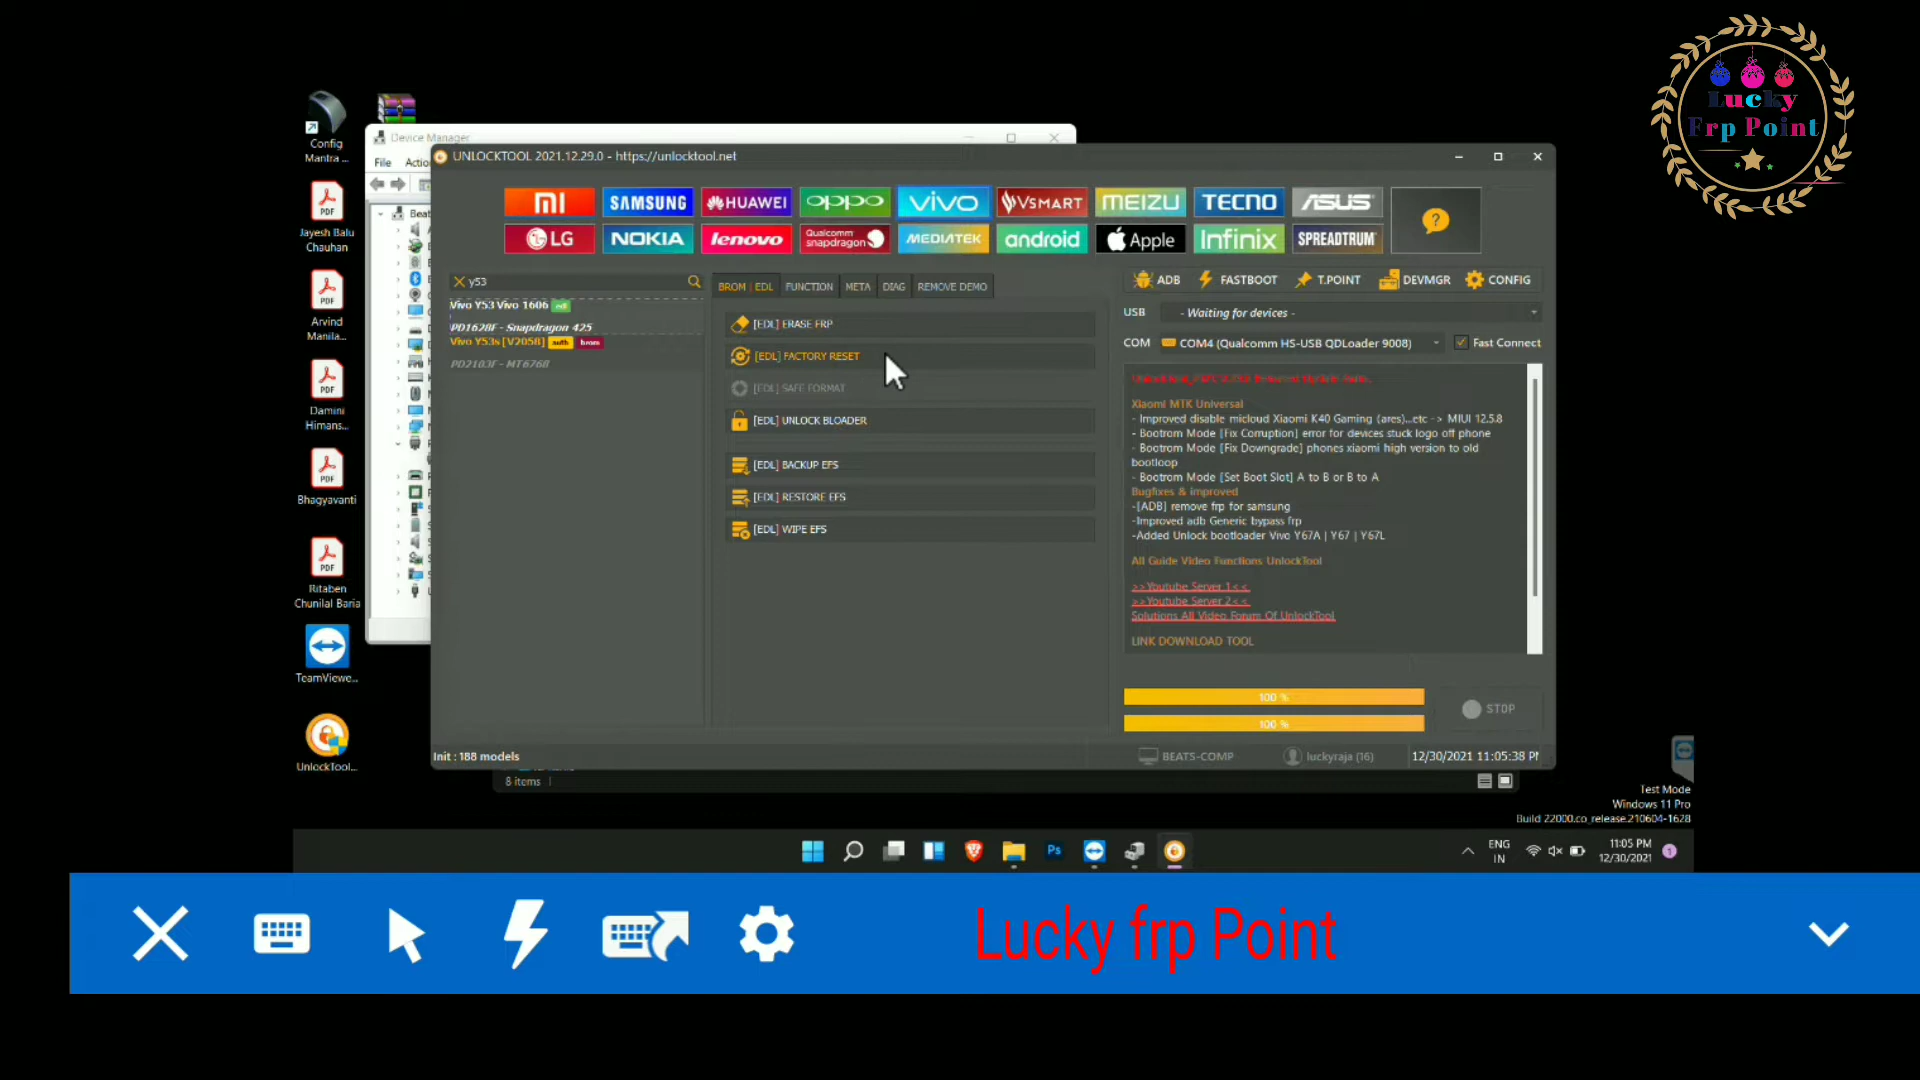 Lucky
Frp Point
Config
Mantra ...
PDF
Jayesh Balu
Chauhan
PDF
Arvind
Manila...
PDF
Damini
Himans...
PDF
Bhagyavanti
PDF
Ritaben
Chunilal Baria
TeamViewe...
UnlockTool...
Device Manager
File
UNLOCKTOOL 2021.12.29.0 - https://unlocktool.net
MI SAMSUNG HUAWEI oppo vivo VSMART MEIZU TECNO ASUS
LG NOKIA lenovo Qualcomm snapdragon MEDIATEK android Apple Infinix SPREADTRUM
y53
Vivo Y53 Vivo 1606 edl
PD1628F - Snapdragon 425
Vivo Y53s [V2058] auth brom
PD2103F - MT6768
BROM | EDL FUNCTION META DIAG REMOVE DEMO
[EDL] ERASE FRP
[EDL] FACTORY RESET
[EDL] SAFE FORMAT
[EDL] UNLOCK BLOADER
[EDL] BACKUP EFS
[EDL] RESTORE EFS
[EDL] WIPE EFS
ADB FASTBOOT T.POINT DEVMGR CONFIG
USB - Waiting for devices -
COM COM4 (Qualcomm HS-USB QDLoader 9008) Fast Connect
Xiaomi MTK Universal
- Improved disable micloud Xiaomi K40 Gaming (ares)...etc -> MIUI 12.5.8
- Bootrom Mode [Fix Corruption] error for devices stuck logo off phone
- Bootrom Mode [Fix Downgrade] phones xiaomi high version to old
bootloop
- Bootrom Mode [Set Boot Slot] A to B or B to A
Bugfixes & improved
-[ADB] remove frp for samsung
-Improved adb Generic bypass frp
-Added Unlock bootloader Vivo Y67A | Y67 | Y67L
All Guide Video Functions UnlockTool
>>Youtube Server 1<<
>>Youtube Server 2<<
Solutions All Video Forum Of UnlockTool
LINK DOWNLOAD TOOL
100 %
100 %
STOP
Init : 188 models
BEATS-COMP luckyraja (16) 12/30/2021 11:05:38 PM
8 items
Test Mode
Windows 11 Pro
Build 22000.co_release.210604-1628
Ps
ENG
IN
11:05 PM
12/30/2021
1
Lucky frp Point